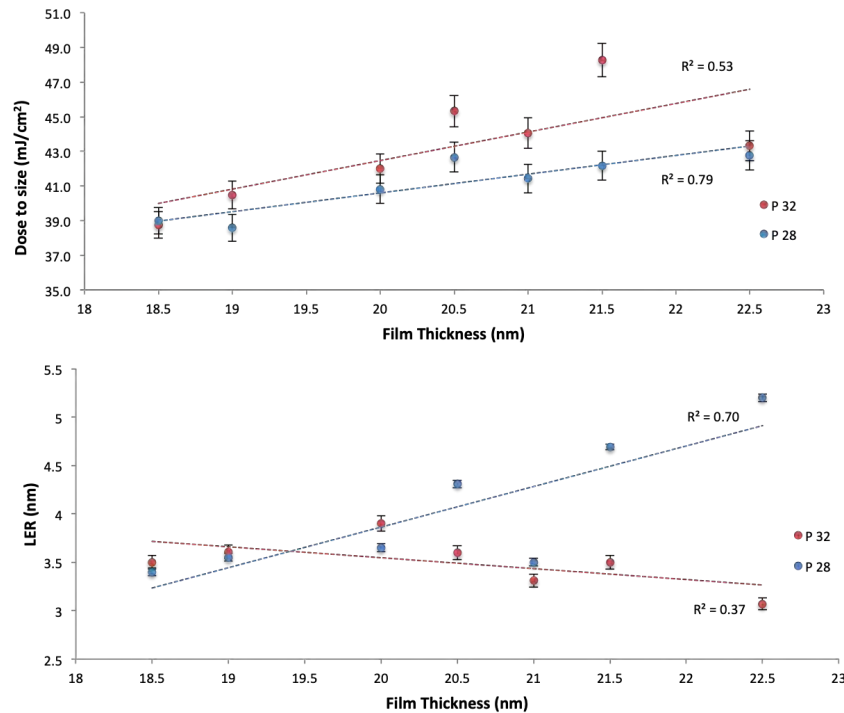 51.0
49.0
47.0
45.0
43.0
41.0
39.0
37.0
35.0
Dose to size (mJ/cm²)
R² = 0.53
R² = 0.79
P 32
P 28
18 18.5 19 19.5 20 20.5 21 21.5 22 22.5 23
Film Thickness (nm)
5.5
5
4.5
4
3.5
3
2.5
LER (nm)
R² = 0.70
P 32
P 28
R² = 0.37
18 18.5 19 19.5 20 20.5 21 21.5 22 22.5 23
Film Thickness (nm)